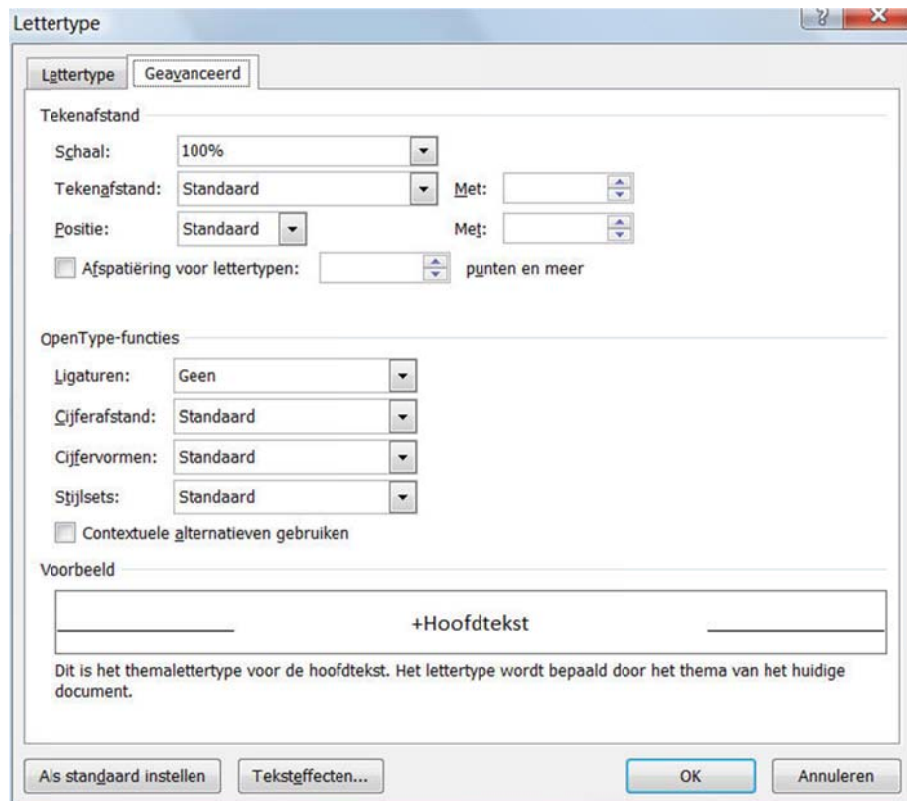 Lettertype
Lettertype Geavanceerd
Tekenafstand
Schaal: 100%
Tekenafstand: Standaard Met:
Positie: Standaard Met:
Afspatiëring voor lettertypen: punten en meer
OpenType-functies
Ligaturen: Geen
Cijferafstand: Standaard
Cijfervormen: Standaard
Stijlsets: Standaard
Contextuele alternatieven gebruiken
Voorbeeld
+Hoofdtekst
Dit is het themalettertype voor de hoofdtekst. Het lettertype wordt bepaald door het thema van het huidige
document.
Als standaard instellen Teksteffecten... OK Annuleren